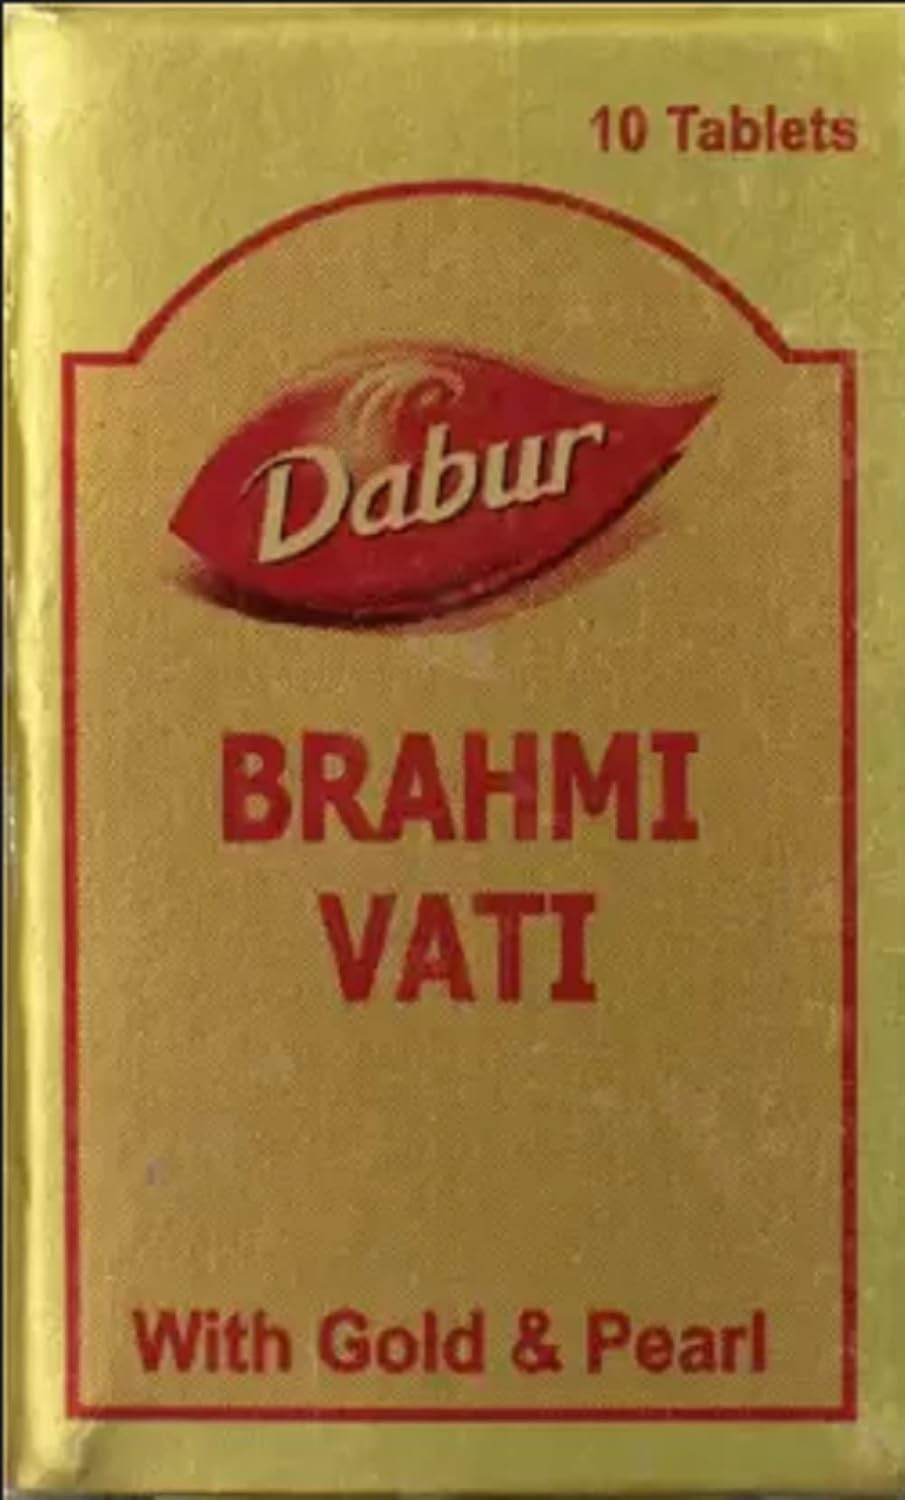 10 Tablets
Dabur
BRAHMI
VATI
With Gold & Pearl